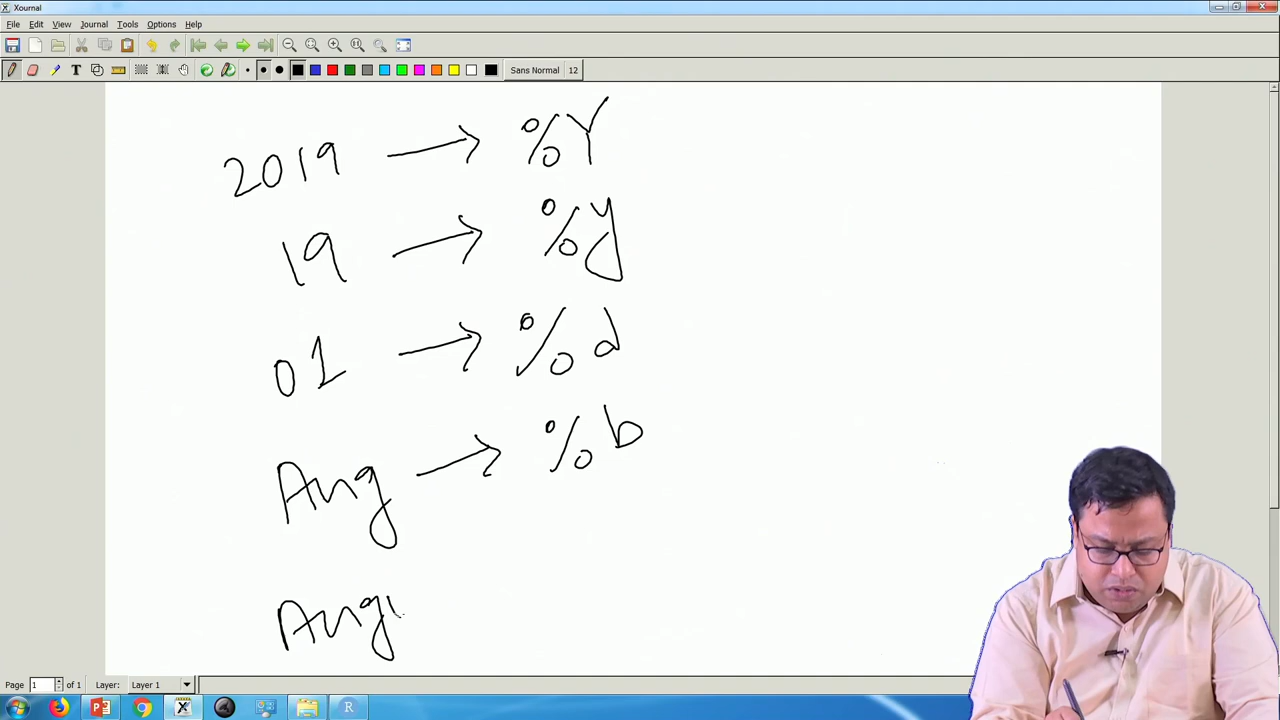 Xournal
File Edit View Journal Tools Options Help
Sans Normal 12
2019 → %Y
19 → %y
01 → %d
Aug → %b
Augu
Page 1 of 1 Layer: Layer 1